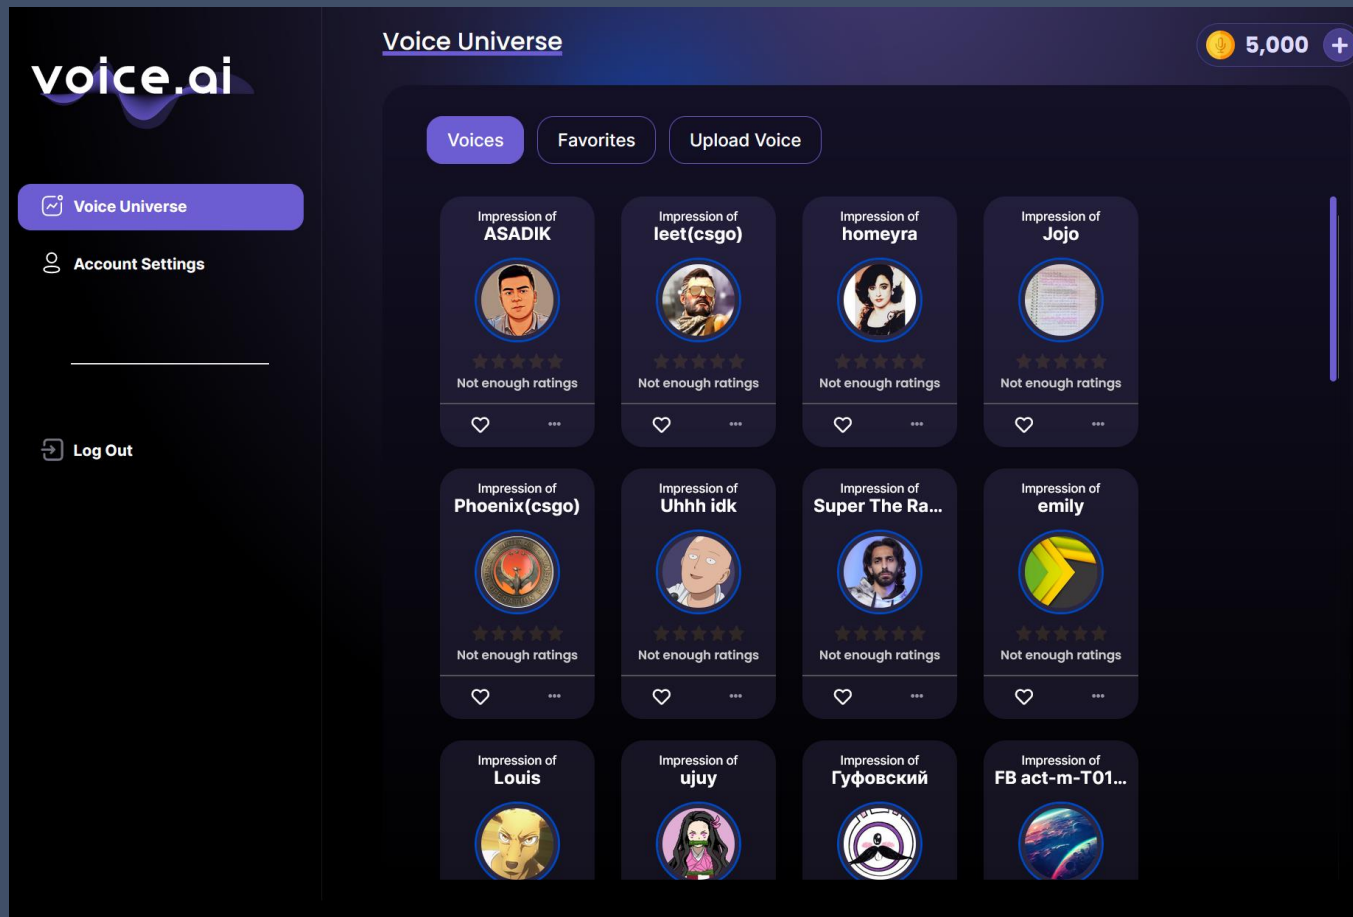 voice.ai
Voice Universe
5,000 +
Voices Favorites Upload Voice
Voice Universe
Account Settings
Log Out
Impression of
ASADIK
Not enough ratings
Impression of
leet(csgo)
Not enough ratings
Impression of
homeyra
Not enough ratings
Impression of
Jojo
Not enough ratings
Impression of
Phoenix(csgo)
Not enough ratings
Impression of
Uhhh idk
Not enough ratings
Impression of
Super The Ra...
Not enough ratings
Impression of
emily
Not enough ratings
Impression of
Louis
Impression of
ujuy
Impression of
Гуфовский
Impression of
FB act-m-T01...